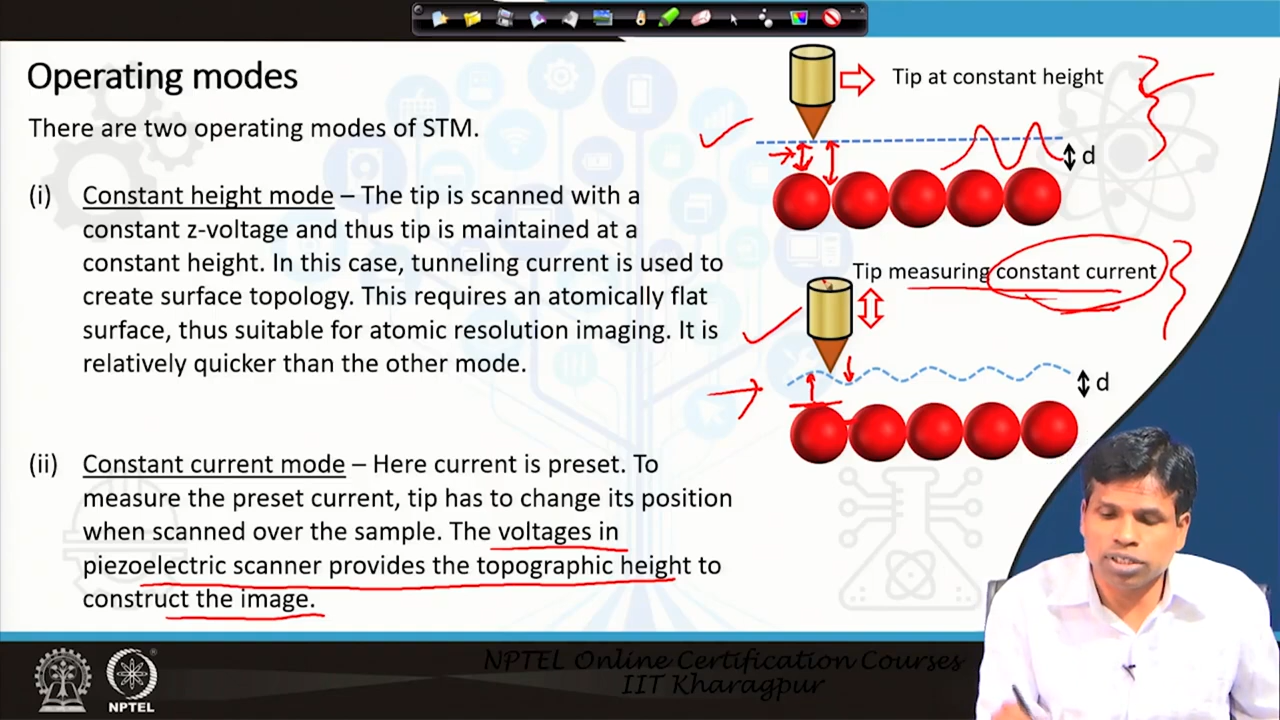 Operating modes
There are two operating modes of STM.
(i) Constant height mode – The tip is scanned with a
constant z-voltage and thus tip is maintained at a
constant height. In this case, tunneling current is used to
create surface topology. This requires an atomically flat
surface, thus suitable for atomic resolution imaging. It is
relatively quicker than the other mode.
(ii) Constant current mode – Here current is preset. To
measure the preset current, tip has to change its position
when scanned over the sample. The voltages in
piezoelectric scanner provides the topographic height to
construct the image.
Tip at constant height
d
Tip measuring constant current
d
NPTEL Online Certification Courses
IIT Kharagpur
NPTEL